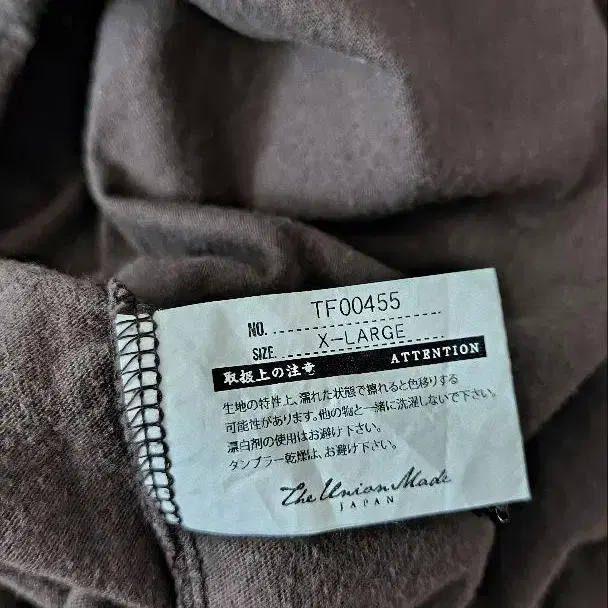 NO. TF00455
SIZE. X-LARGE
取扱上の注意 ATTENTION
生地の特性上、濡れた状態で擦れると色移りする
可能性があります。他の物と一緒に洗濯しないで下さい。
漂白剤の使用はお避け下さい。
タンブラー乾燥は、お避け下さい。
The Union Made
JAPAN